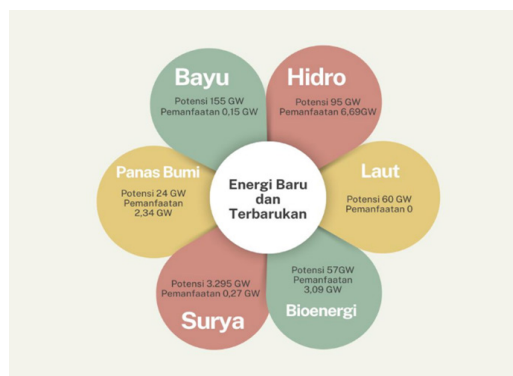 Bayu
Potensi 155 GW
Pemanfaatan 0,15 GW
Hidro
Potensi 95 GW
Pemanfaatan 6,69GW
Panas Bumi
Potensi 24 GW
Pemanfaatan
2,34 GW
Energi Baru
dan
Terbarukan
Laut
Potensi 60 GW
Pemanfaatan 0
Potensi 3.295 GW
Pemanfaatan 0,27 GW
Surya
Potensi 57GW
Pemanfaatan
3,09 GW
Bioenergi